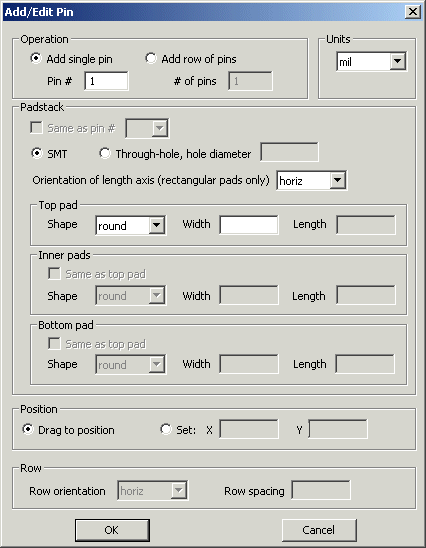 Add/Edit Pin
Operation Units
Add single pin Add row of pins mil
Pin # 1 # of pins 1
Padstack
Same as pin #
SMT Through-hole, hole diameter
Orientation of length axis (rectangular pads only) horiz
Top pad
Shape round Width Length
Inner pads
Same as top pad
Shape round Width Length
Bottom pad
Same as top pad
Shape round Width Length
Position
Drag to position Set: X Y
Row
Row orientation horiz Row spacing
OK Cancel